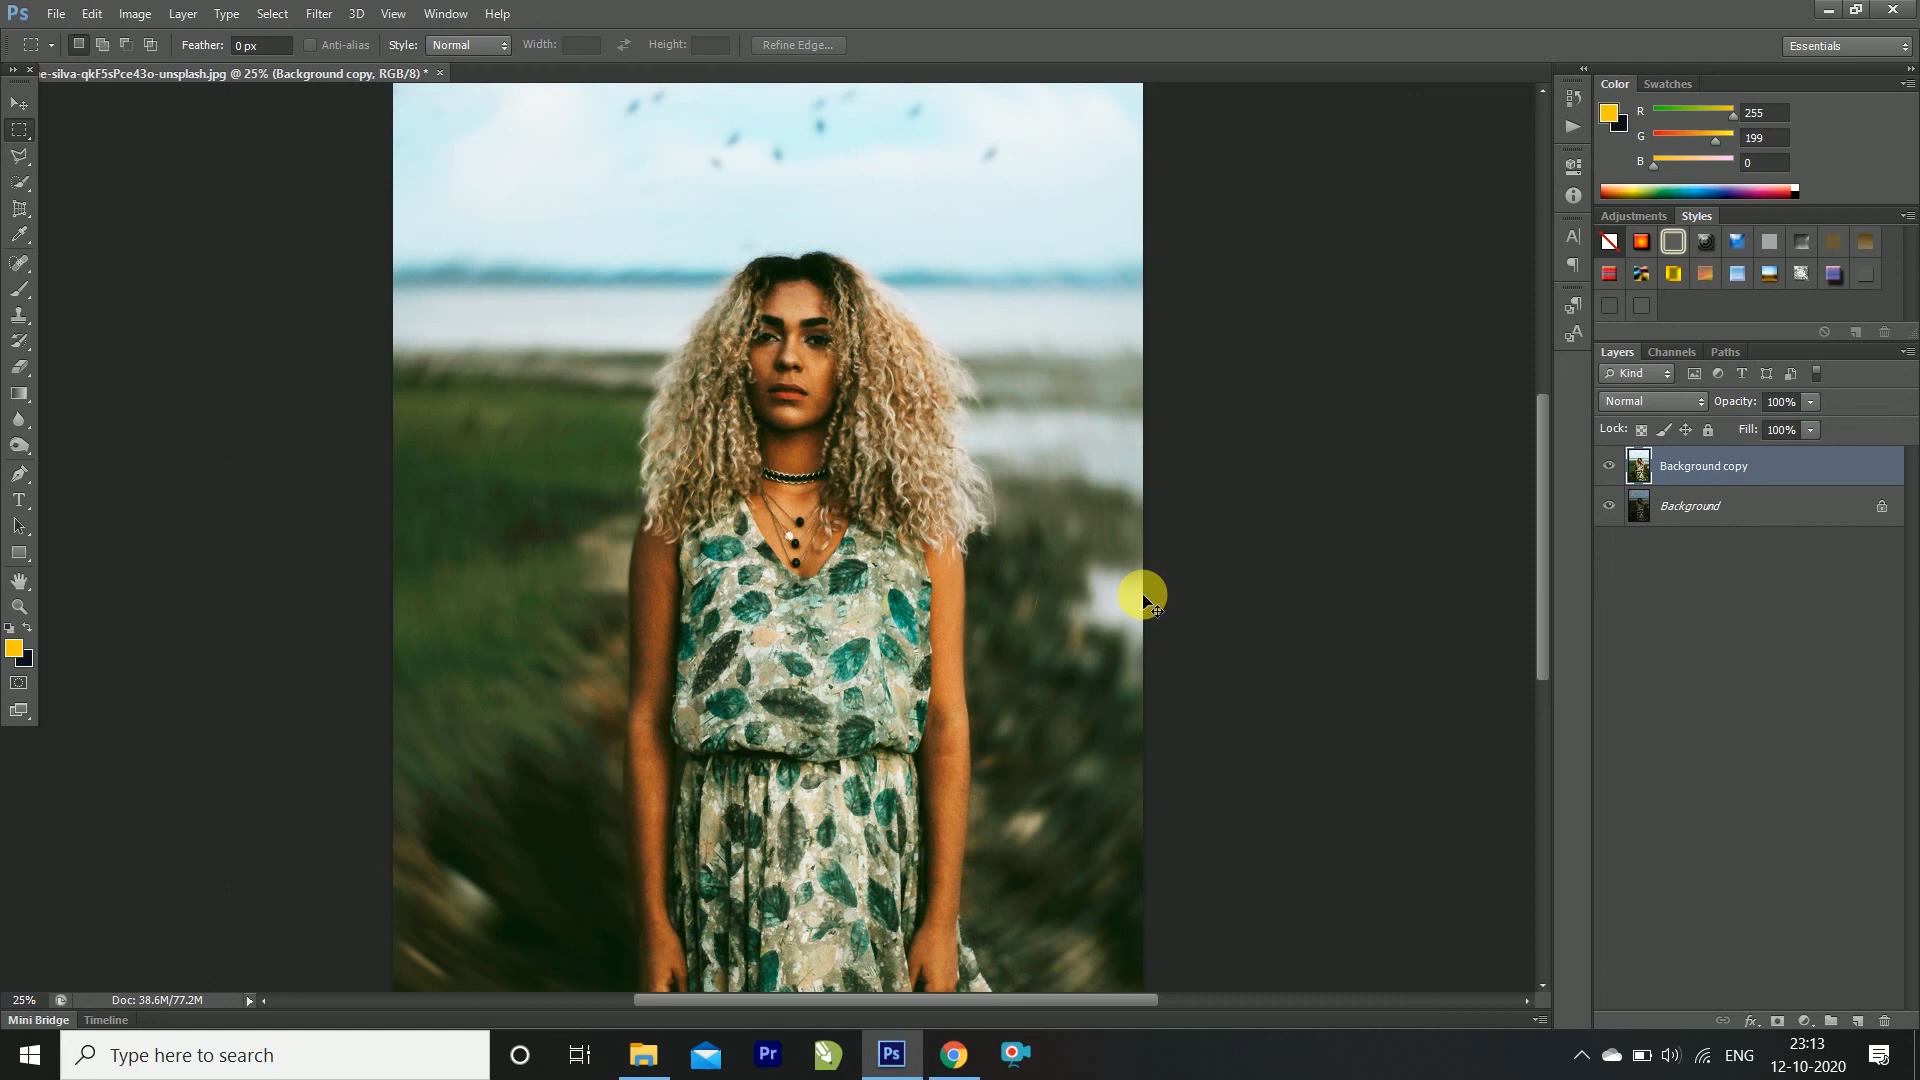 Ps File Edit Image Layer Type Select Filter 3D View Window Help
Feather: 0 px Anti-alias Style: Normal Width: Height: Refine Edge... Essentials
e-silva-qkF5sPce43o-unsplash.jpg @ 25% (Background copy, RGB/8) * ×
Color Swatches
R 255
G 199
B 0
Adjustments Styles
Layers Channels Paths
Kind
Normal Opacity: 100%
Lock: Fill: 100%
Background copy
Background
25% Doc: 38.6M/77.2M
Mini Bridge Timeline
Type here to search
Pr
Ps
ENG
23:13
12-10-2020